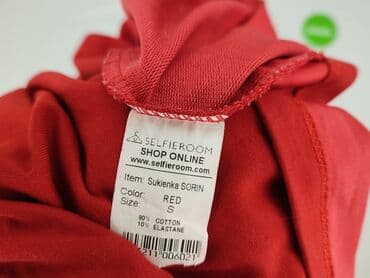 SELFIEROOM
SHOP ONLINE
www.selfieroom.com
Item: Sukienka SORIN
Color: RED
Size: S
90% COTTON
10% ELASTANE